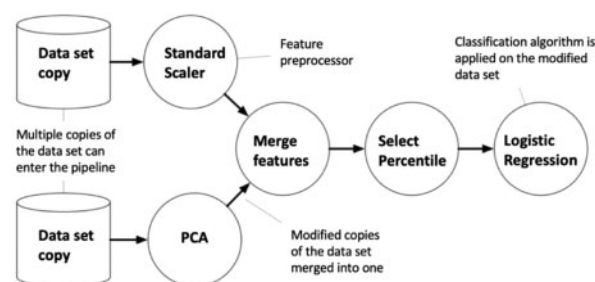 Data set
copy
Standard
Scaler
Feature
preprocessor
Classification algorithm is
applied on the modified
data set
Multiple copies of
the data set can
enter the pipeline
Merge
features
Select
Percentile
Logistic
Regression
Data set
copy
PCA
Modified copies
of the data set
merged into one